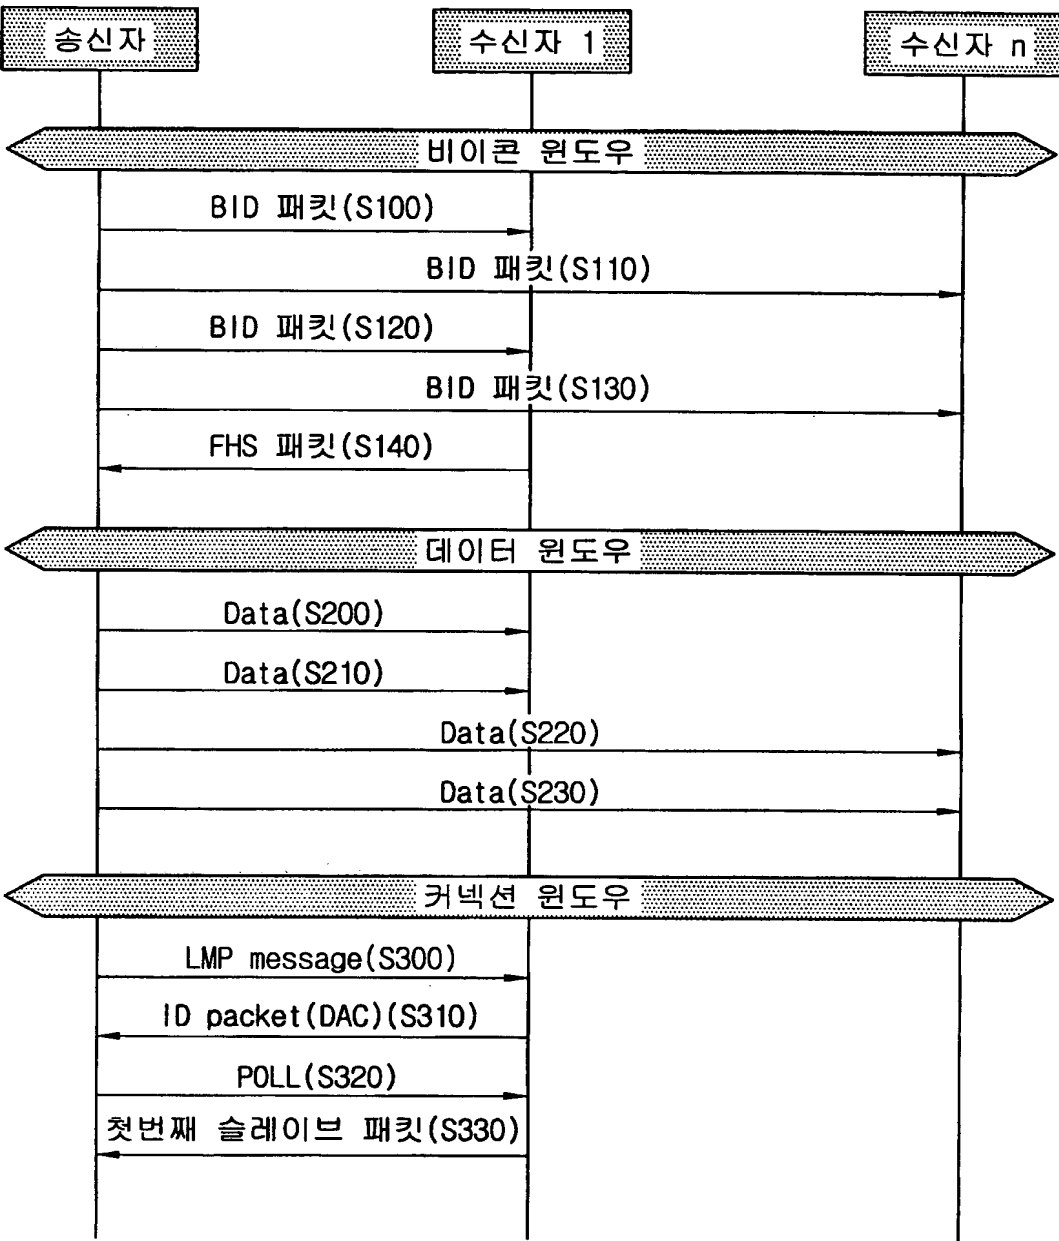 송신자
수신자 1
수신자 n
비이콘 윈도우
BID 패킷(S100)
BID 패킷(S110)
BID 패킷(S120)
BID 패킷(S130)
FHS 패킷(S140)
데이터 윈도우
Data(S200)
Data(S210)
Data(S220)
Data(S230)
커넥션 윈도우
LMP message(S300)
ID packet(DAC)(S310)
POLL(S320)
첫번째 슬레이브 패킷(S330)